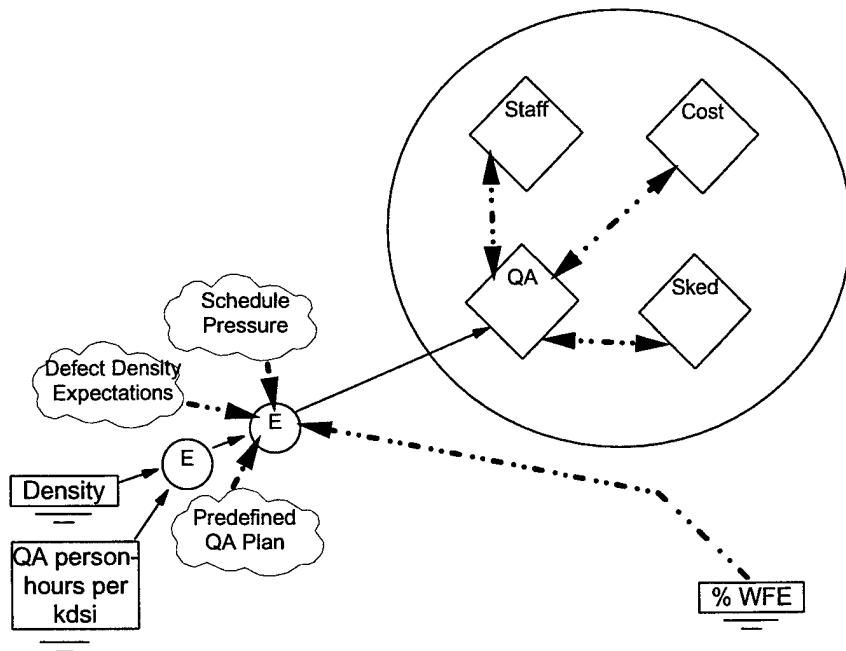 Staff
Cost
QA
Sked
Schedule
Pressure
Defect Density
Expectations
E
E
Density
Predefined
QA Plan
QA person-
hours per
kdsi
% WFE